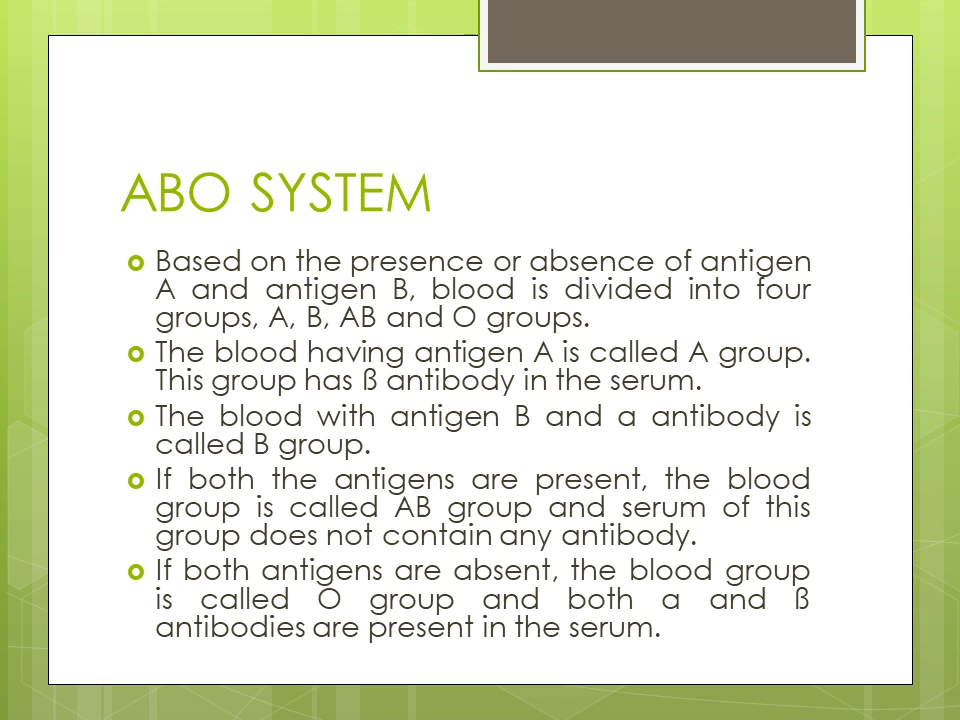 ABO SYSTEM
Based on the presence or absence of antigen
A and antigen B, blood is divided into four
groups, A, B, AB and O groups.
The blood having antigen A is called A group.
This group has ß antibody in the serum.
The blood with antigen B and a antibody is
called B group.
If both the antigens are present, the blood
group is called AB group and serum of this
group does not contain any antibody.
If both antigens are absent, the blood group
is called O group and both a and ß
antibodies are present in the serum.